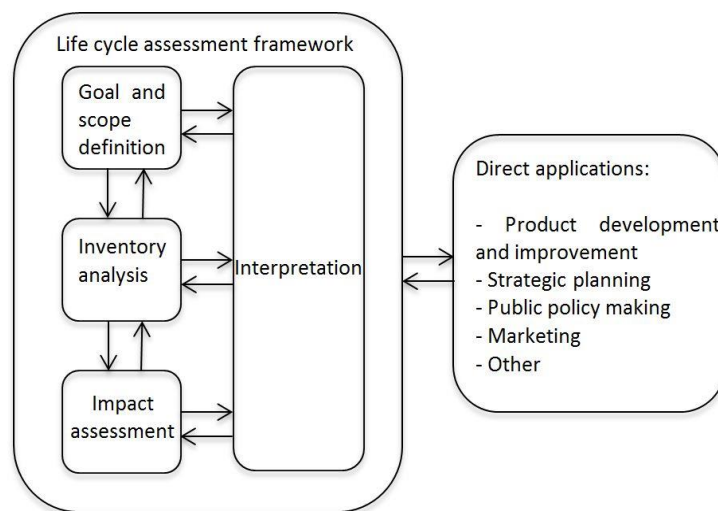 Life cycle assessment framework
Goal and
scope
definition
Inventory
analysis
Impact
assessment
Interpretation
Direct applications:
- Product development
and improvement
- Strategic planning
- Public policy making
- Marketing
- Other